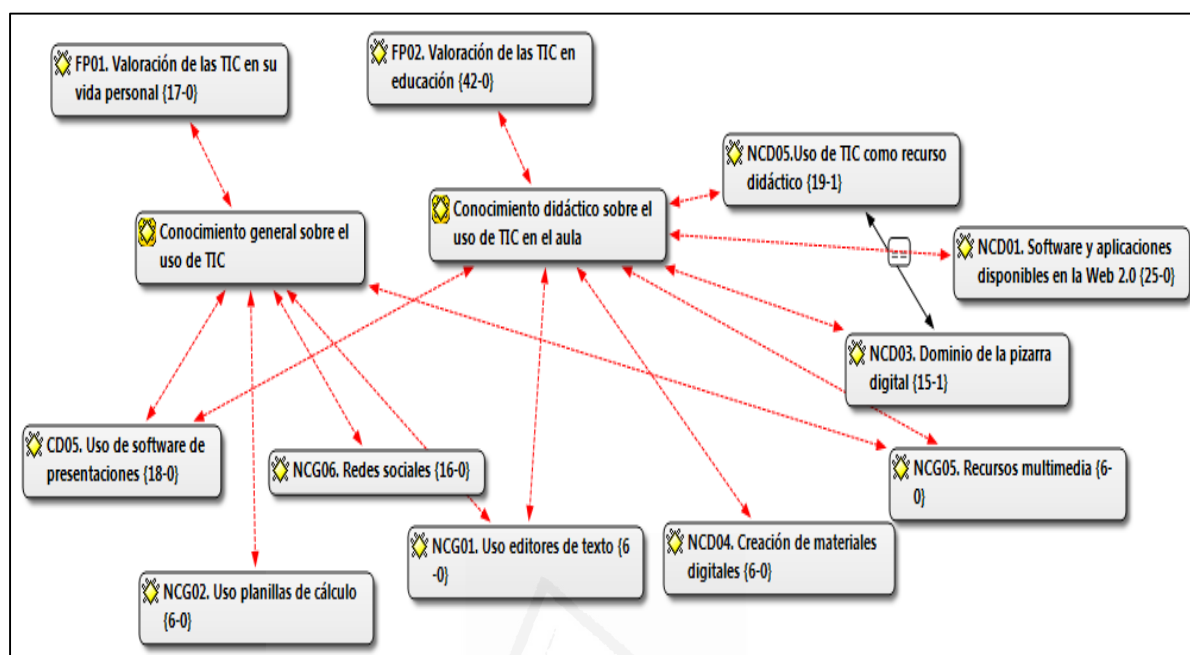 FP01. Valoración de las TIC en su
vida personal {17-0}
FP02. Valoración de las TIC en
educación {42-0}
NCD05.Uso de TIC como recurso
didáctico {19-1}
Conocimiento general sobre el
uso de TIC
Conocimiento didáctico sobre el
uso de TIC en el aula
NCD01. Software y aplicaciones
disponibles en la Web 2.0 {25-0}
==
NCD03. Dominio de la pizarra
digital {15-1}
CD05. Uso de software de
presentaciones {18-0}
NCG06. Redes sociales {16-0}
NCG05. Recursos multimedia {6-
0}
NCG01. Uso editores de texto {6
-0}
NCD04. Creación de materiales
digitales {6-0}
NCG02. Uso planillas de cálculo
{6-0}